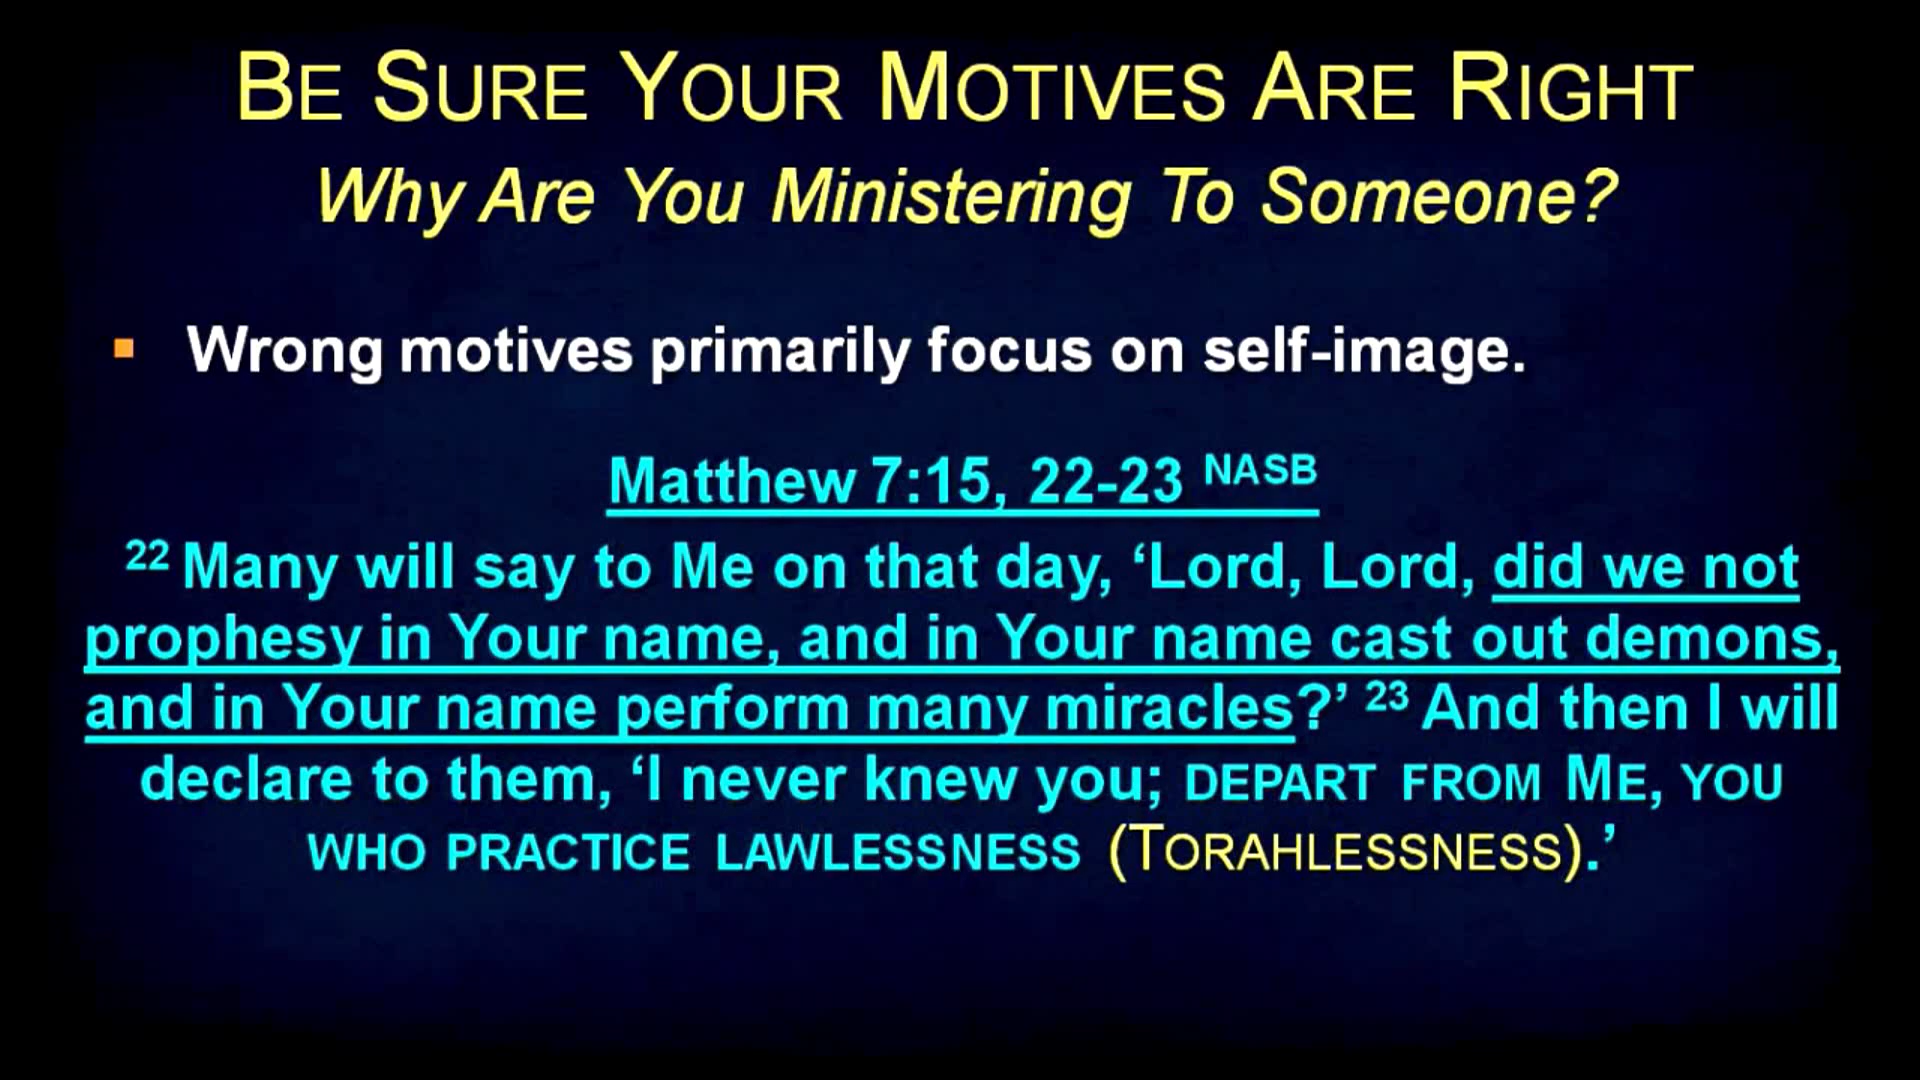 BE SURE YOUR MOTIVES ARE RIGHT
Why Are You Ministering To Someone?
▪ Wrong motives primarily focus on self-image.
Matthew 7:15, 22-23 NASB
22 Many will say to Me on that day, ‘Lord, Lord, did we not
prophesy in Your name, and in Your name cast out demons,
and in Your name perform many miracles?’ 23 And then I will
declare to them, ‘I never knew you; DEPART FROM ME, YOU
WHO PRACTICE LAWLESSNESS (TORAHLESSNESS).’